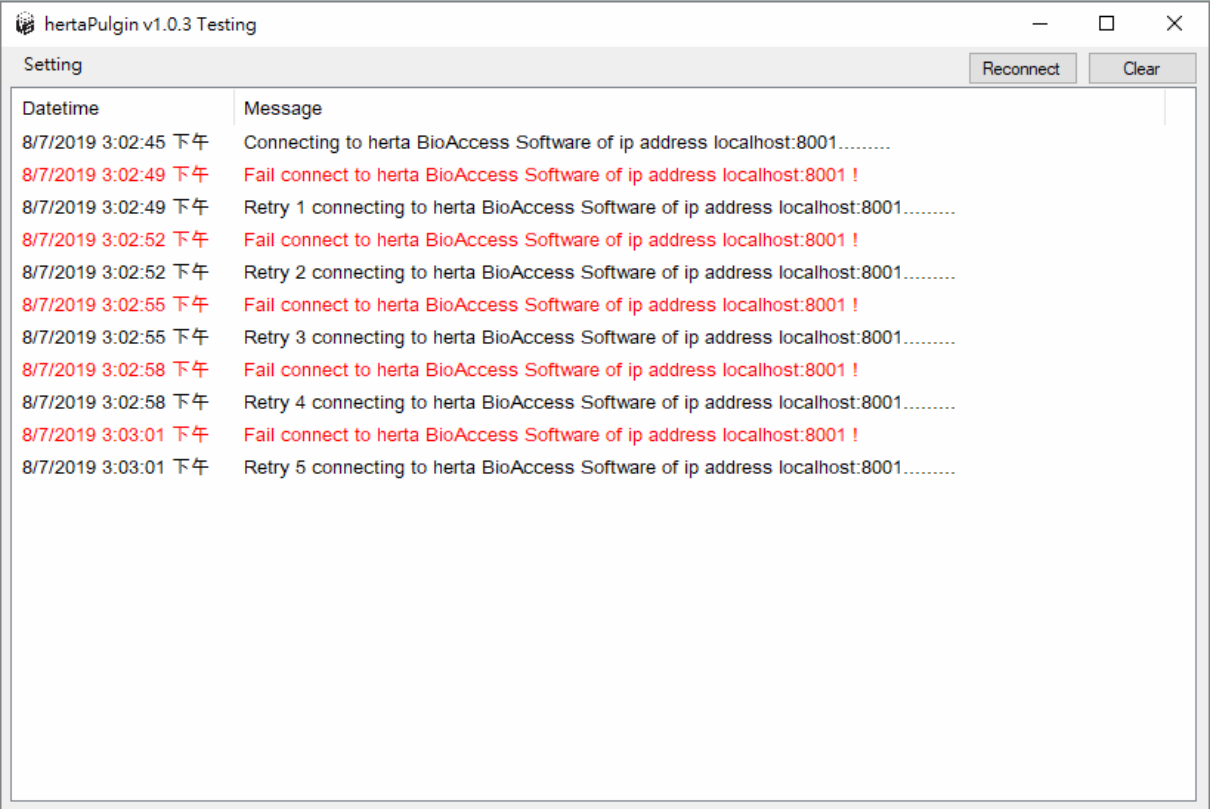 hertaPulgin v1.0.3 Testing
Setting Reconnect Clear
Datetime Message
8/7/2019 3:02:45 下午 Connecting to herta BioAccess Software of ip address localhost:8001.........
8/7/2019 3:02:49 下午 Fail connect to herta BioAccess Software of ip address localhost:8001 !
8/7/2019 3:02:49 下午 Retry 1 connecting to herta BioAccess Software of ip address localhost:8001.........
8/7/2019 3:02:52 下午 Fail connect to herta BioAccess Software of ip address localhost:8001 !
8/7/2019 3:02:52 下午 Retry 2 connecting to herta BioAccess Software of ip address localhost:8001.........
8/7/2019 3:02:55 下午 Fail connect to herta BioAccess Software of ip address localhost:8001 !
8/7/2019 3:02:55 下午 Retry 3 connecting to herta BioAccess Software of ip address localhost:8001.........
8/7/2019 3:02:58 下午 Fail connect to herta BioAccess Software of ip address localhost:8001 !
8/7/2019 3:02:58 下午 Retry 4 connecting to herta BioAccess Software of ip address localhost:8001.........
8/7/2019 3:03:01 下午 Fail connect to herta BioAccess Software of ip address localhost:8001 !
8/7/2019 3:03:01 下午 Retry 5 connecting to herta BioAccess Software of ip address localhost:8001.........